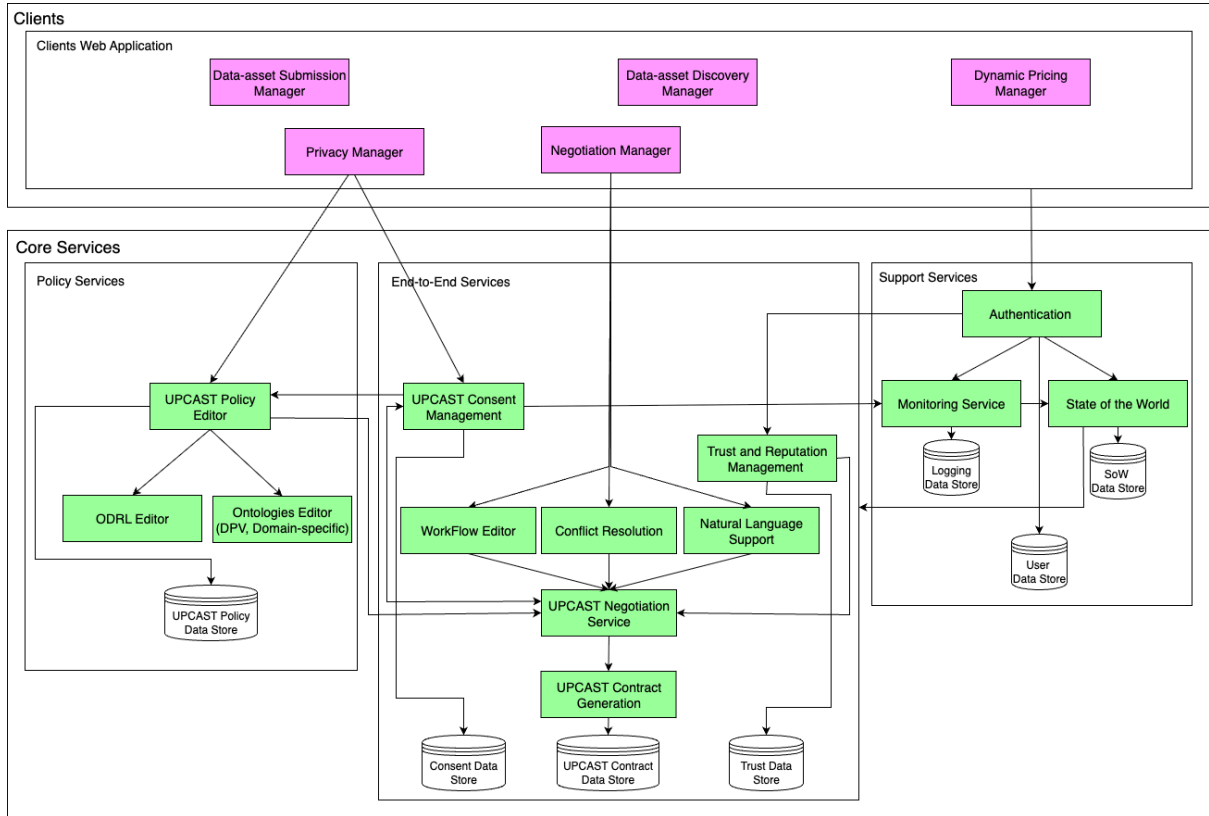 Clients
Clients Web Application
Data-asset Submission
Manager
Data-asset Discovery
Manager
Dynamic Pricing
Manager
Privacy Manager
Negotiation Manager
Core Services
Policy Services
End-to-End Services
Support Services
Authentication
UPCAST Policy
Editor
UPCAST Consent
Management
Monitoring Service
State of the World
Trust and Reputation
Management
Logging
Data Store
SoW
Data Store
ODRL Editor
Ontologies Editor
(DPV, Domain-specific)
WorkFlow Editor
Conflict Resolution
Natural Language
Support
User
Data Store
UPCAST Policy
Data Store
UPCAST Negotiation
Service
UPCAST Contract
Generation
Consent Data
Store
UPCAST Contract
Data Store
Trust Data
Store